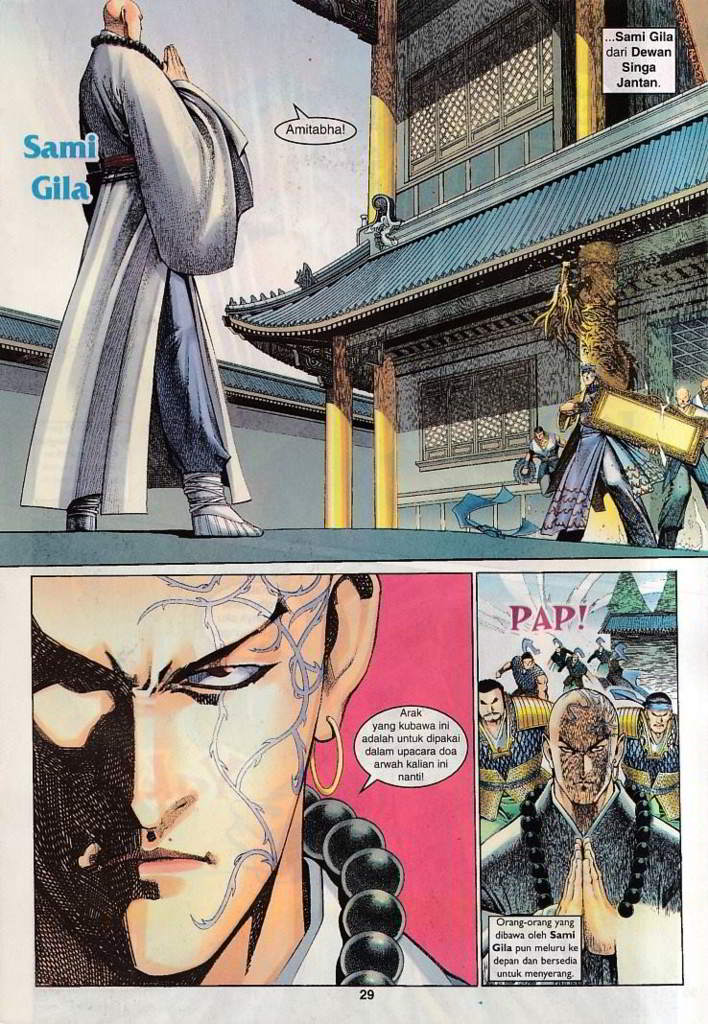 ...Sami Gila
dari Dewan
Singa
Jantan.
Amitabha!
Sami
Gila
Arak
yang kubawa ini
adalah untuk dipakai
dalam upacara doa
arwah kalian ini
nanti!
PAP!
Orang-orang yang
dibawa oleh Sami
Gila pun meluru ke
depan dan bersedia
untuk menyerang.
29